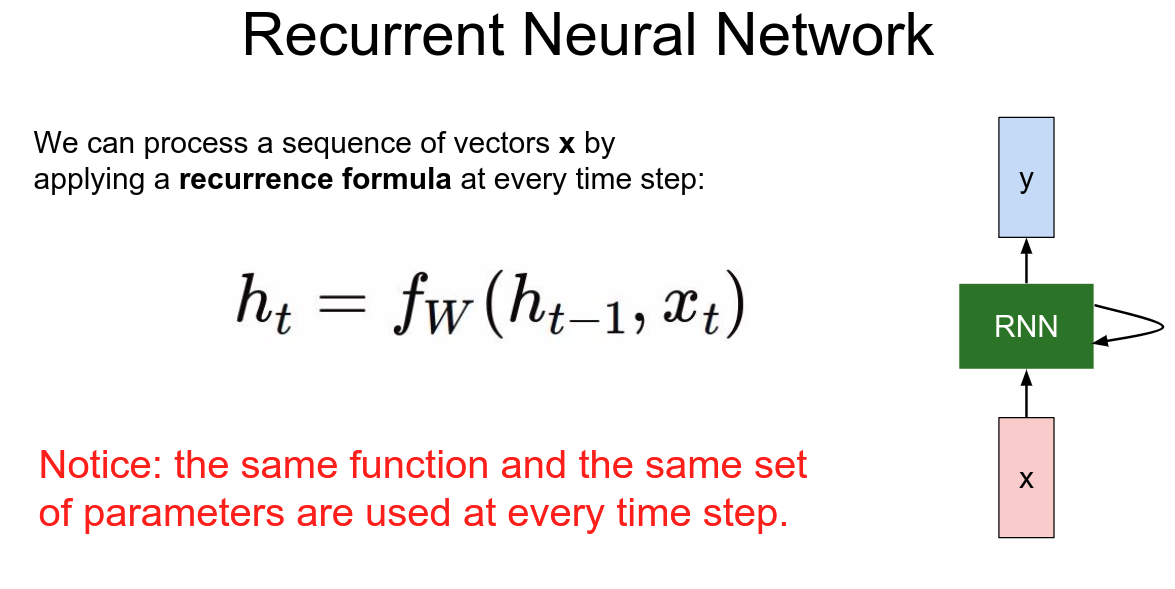 Recurrent Neural Network
We can process a sequence of vectors x by
applying a recurrence formula at every time step:
h_t = f_W(h_{t-1}, x_t)
Notice: the same function and the same set
of parameters are used at every time step.
y
RNN
x